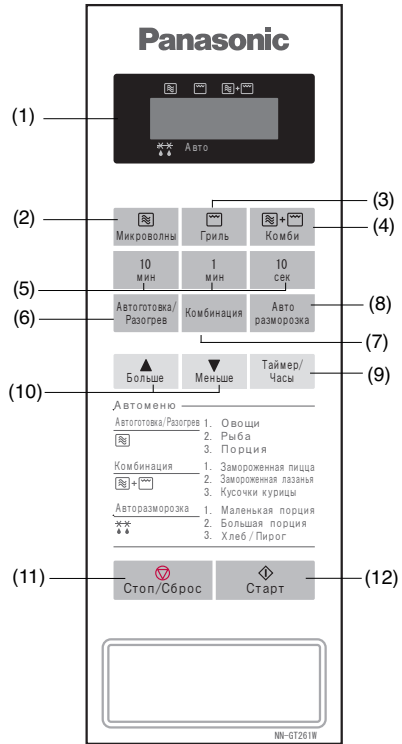 Panasonic
(1)
Авто
(3)
(2)
(4)
Микроволны
Гриль
Комби
10 мин
1 мин
10 сек
(5)
(8)
(6)
Автоготовка/
Разогрев
Комбинация
Авто
разморозка
(7)
▲
Больше
▼
Меньше
Таймер/
Часы
(9)
(10)
Автоменю
Автоготовка/Разогрев 1. Овощи
2. Рыба
3. Порция
Комбинация 1. Замороженная пицца
2. Замороженная лазанья
3. Кусочки курицы
Авторазморозка 1. Маленькая порция
2. Большая порция
3. Хлеб/Пирог
(11)
Стоп/Сброс
Старт
(12)
NN-GT261W